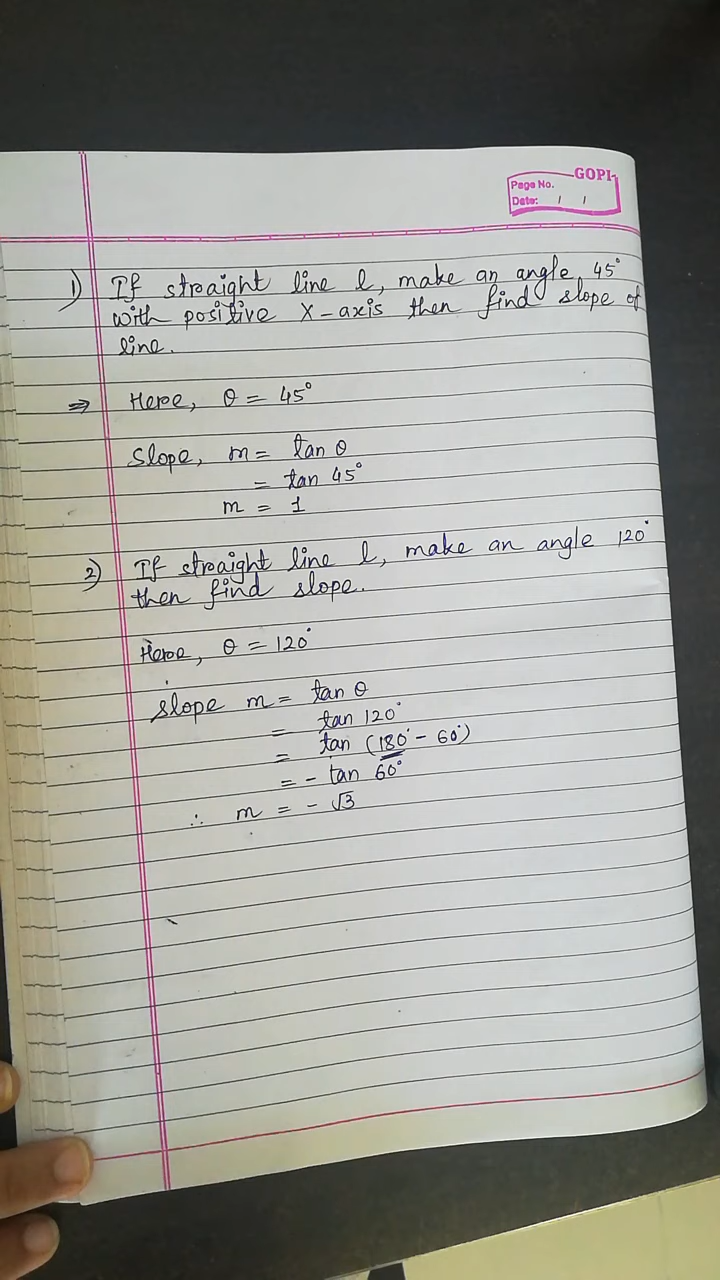 GOPI
Page No.
Date: / /
1) If straight line l, make an angle 45°
with positive X-axis then find slope of
line.
⇒ Here, θ = 45°
Slope, m = tan θ
= tan 45°
m = 1
2) If straight line l, make an angle 120°
then find slope.
Here, θ = 120°
slope m = tan θ
= tan 120°
= tan (180° - 60°)
= - tan 60°
∴ m = - √3